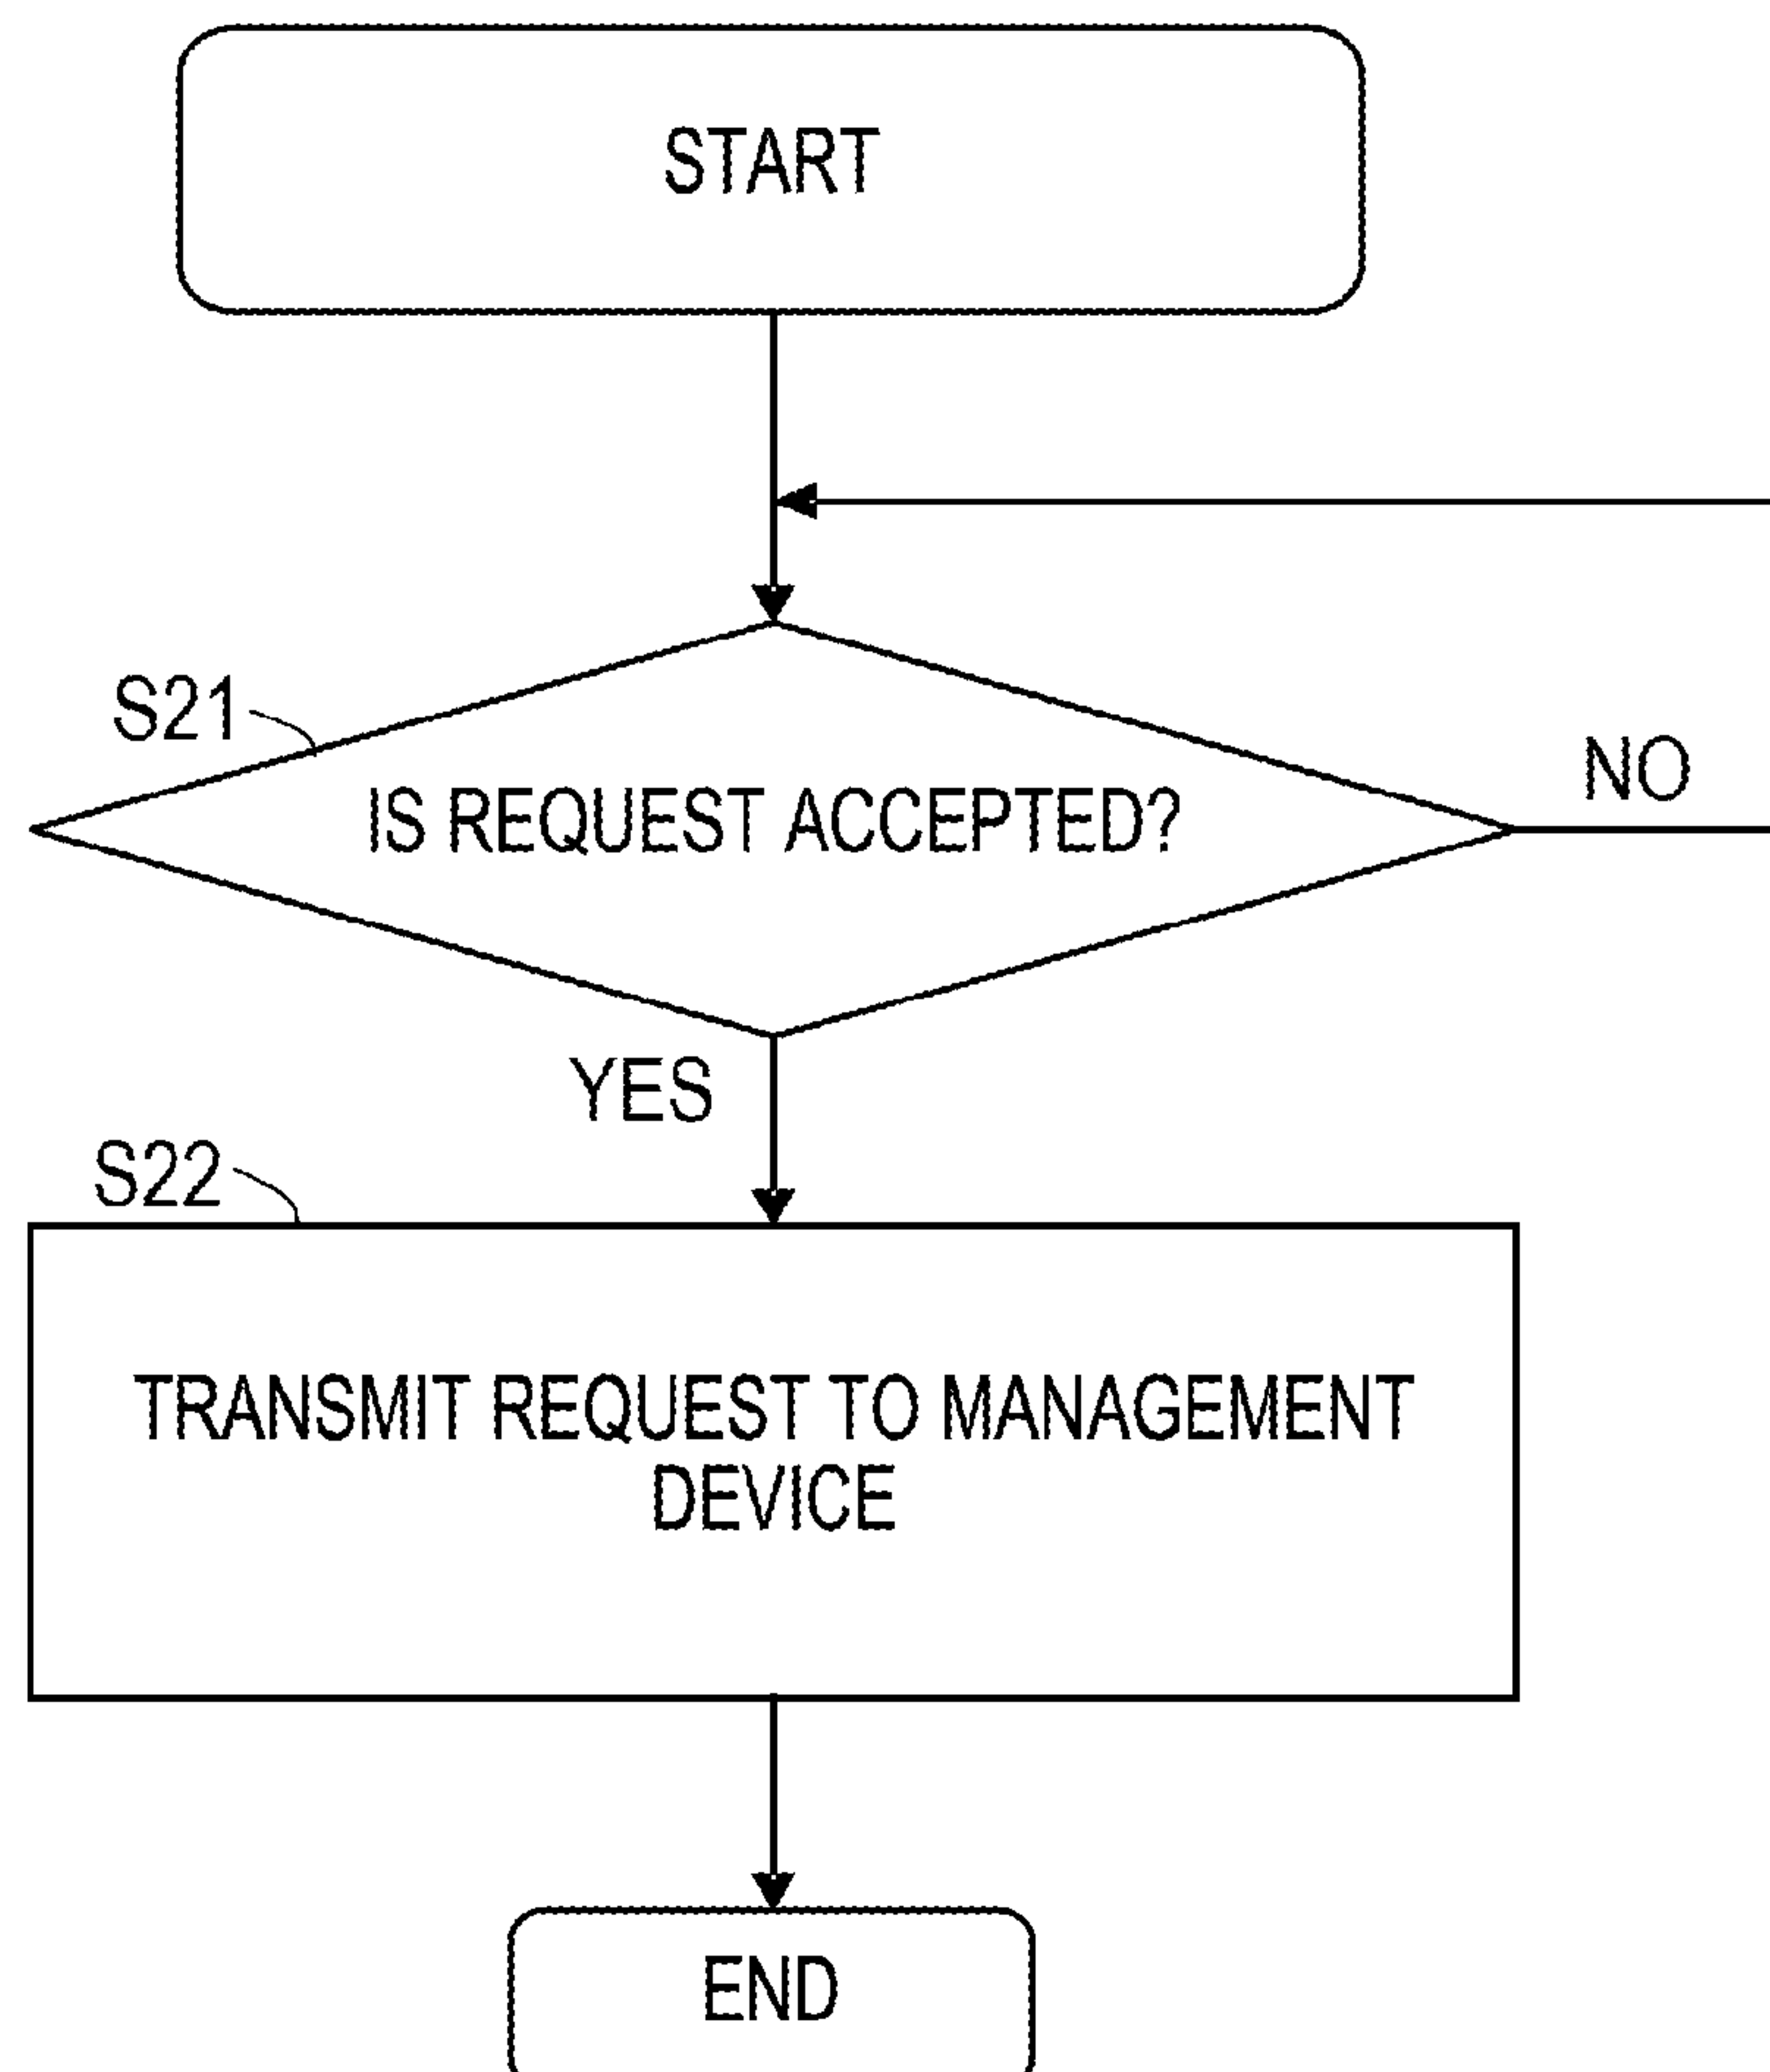 START
S21
IS REQUEST ACCEPTED?
NO
YES
S22
TRANSMIT REQUEST TO MANAGEMENT
DEVICE
END